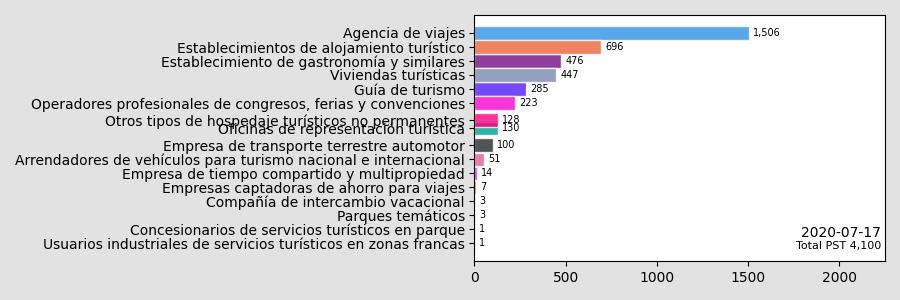 Agencia de viajes 1,506
Establecimientos de alojamiento turístico 696
Establecimiento de gastronomía y similares 476
Viviendas turísticas 447
Guía de turismo 285
Operadores profesionales de congresos, ferias y convenciones 223
Otros tipos de hospedaje turísticos no permanentes 128
Oficinas de representación turística 130
Empresa de transporte terrestre automotor 100
Arrendadores de vehículos para turismo nacional e internacional 51
Empresa de tiempo compartido y multipropiedad 14
Empresas captadoras de ahorro para viajes 7
Compañía de intercambio vacacional 3
Parques temáticos 3
Concesionarios de servicios turísticos en parque 1
Usuarios industriales de servicios turísticos en zonas francas 1
2020-07-17
Total PST 4,100
0 500 1000 1500 2000